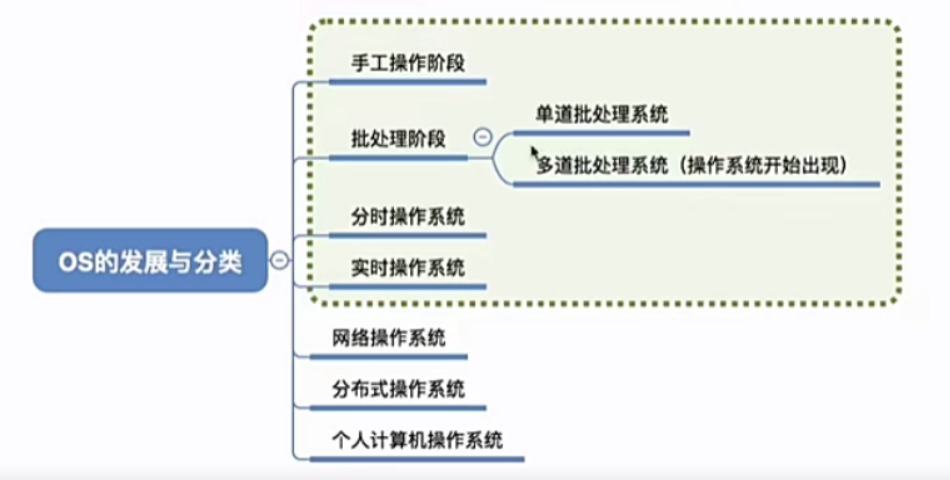 手工操作阶段
单道批处理系统
批处理阶段
多道批处理系统（操作系统开始出现）
分时操作系统
OS的发展与分类
实时操作系统
网络操作系统
分布式操作系统
个人计算机操作系统